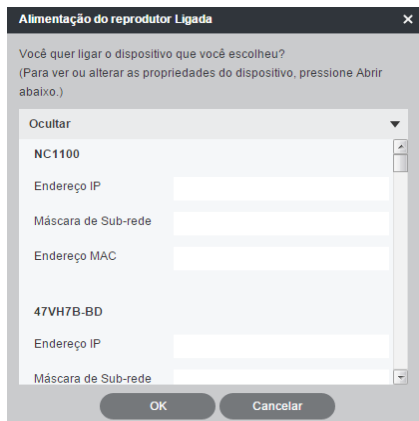 Alimentação do reprodutor Ligada
Você quer ligar o dispositivo que você escolheu?
(Para ver ou alterar as propriedades do dispositivo, pressione Abrir
abaixo.)
Ocultar
NC1100
Endereço IP
Máscara de Sub-rede
Endereço MAC
47VH7B-BD
Endereço IP
Máscara de Sub-rede
OK Cancelar